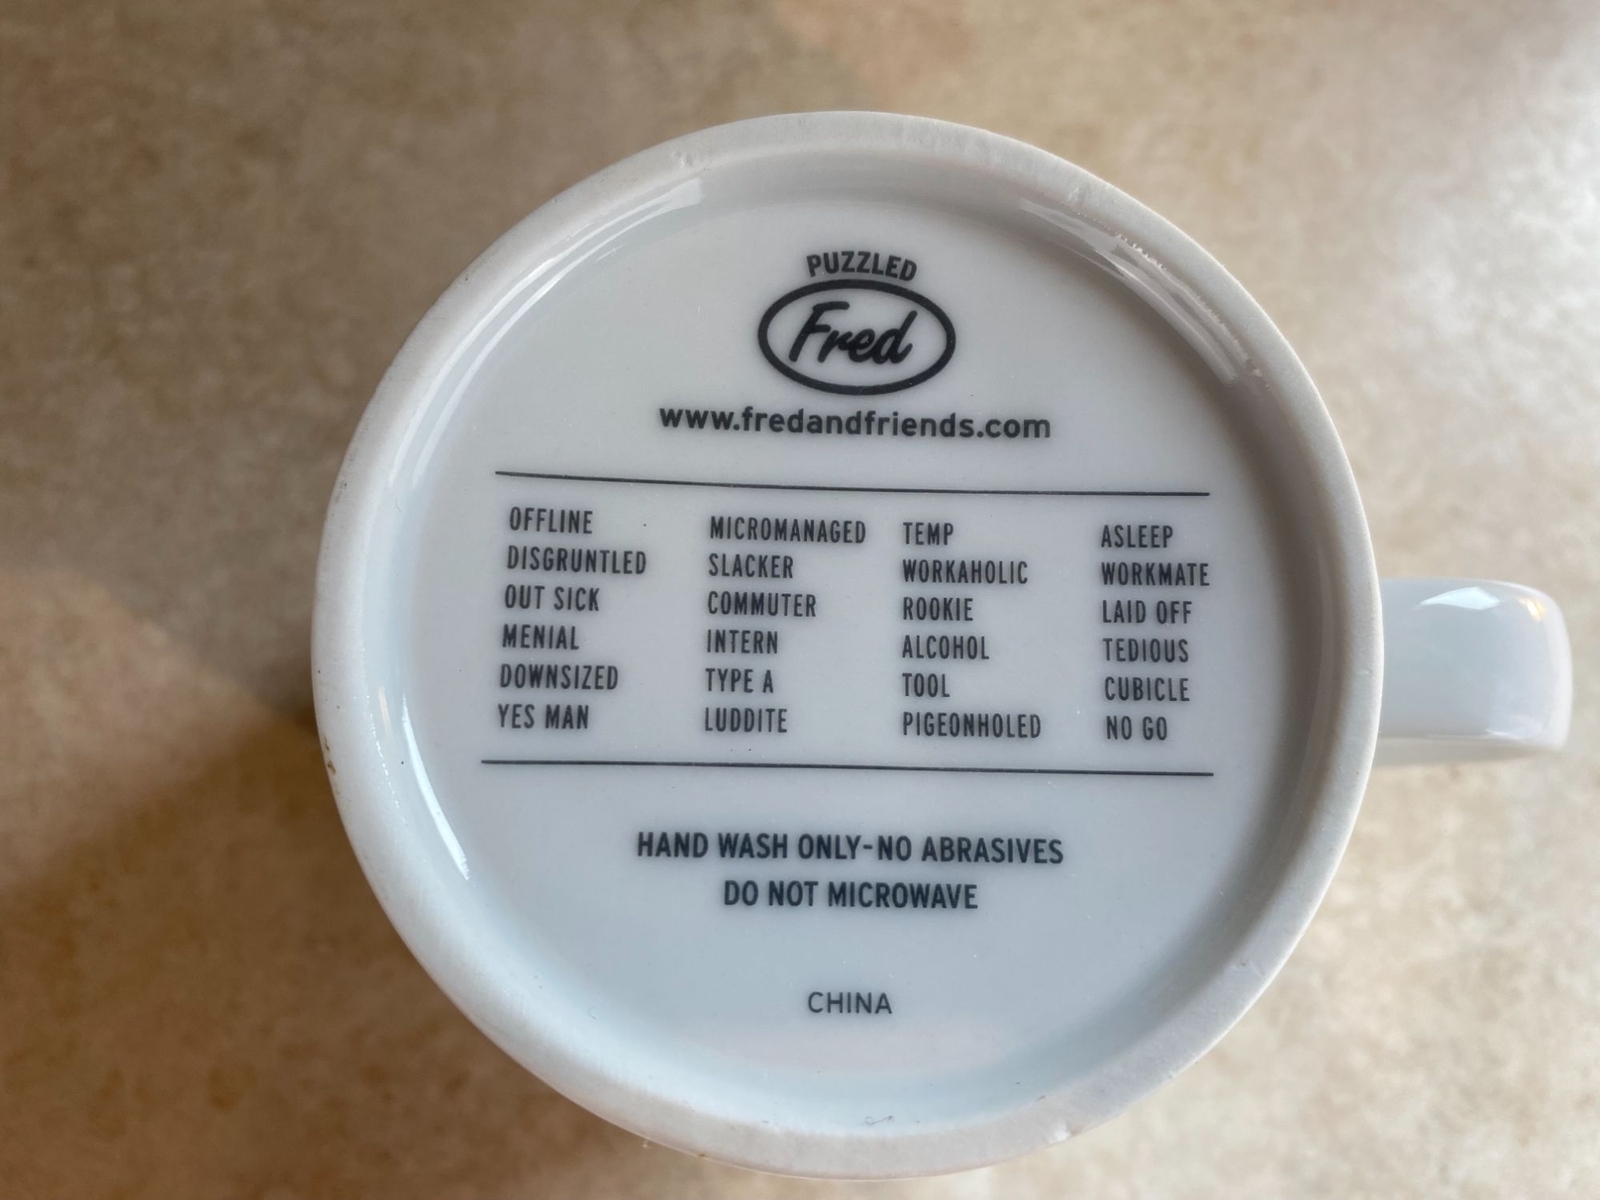 PUZZLED
Fred
www.fredandfriends.com
OFFLINE
DISGRUNTLED
OUT SICK
MENIAL
DOWNSIZED
YES MAN
MICROMANAGED
SLACKER
COMMUTER
INTERN
TYPE A
LUDDITE
TEMP
WORKAHOLIC
ROOKIE
ALCOHOL
TOOL
PIGEONHOLED
ASLEEP
WORKMATE
LAID OFF
TEDIOUS
CUBICLE
NO GO
HAND WASH ONLY-NO ABRASIVES
DO NOT MICROWAVE
CHINA